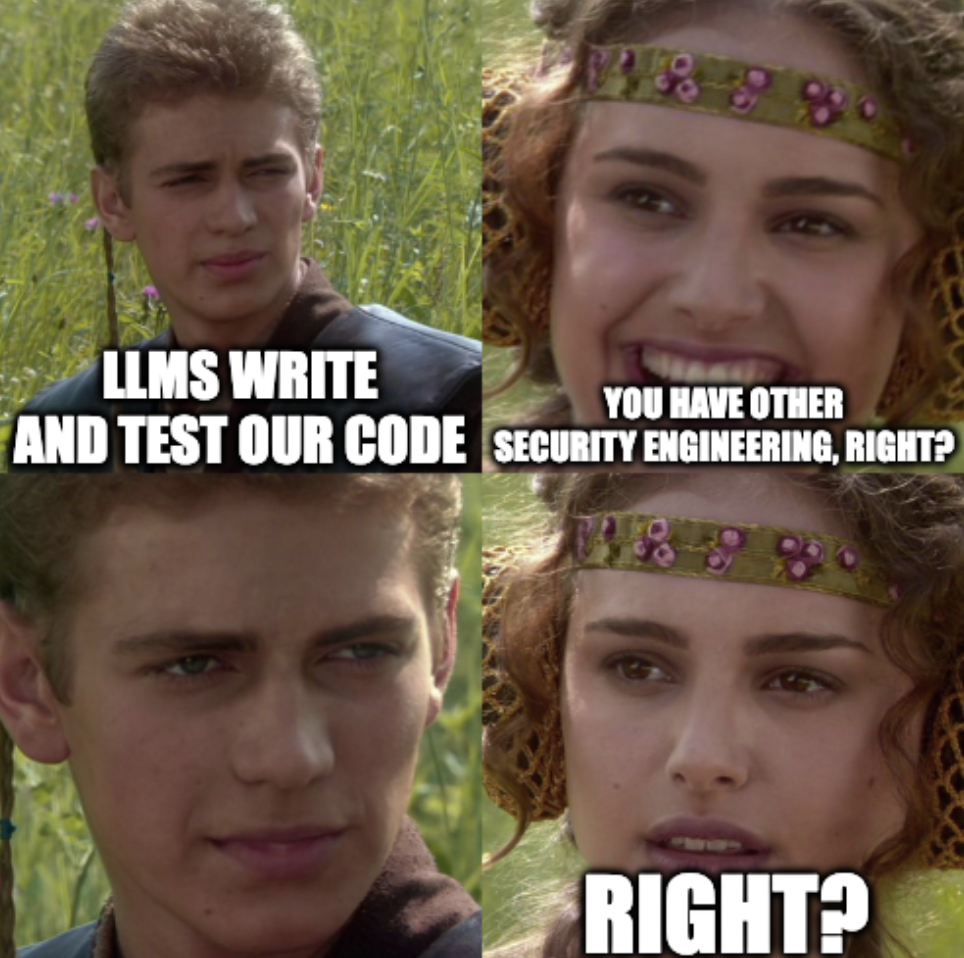 LLMS WRITE
AND TEST OUR CODE
YOU HAVE OTHER
SECURITY ENGINEERING, RIGHT?
RIGHT?